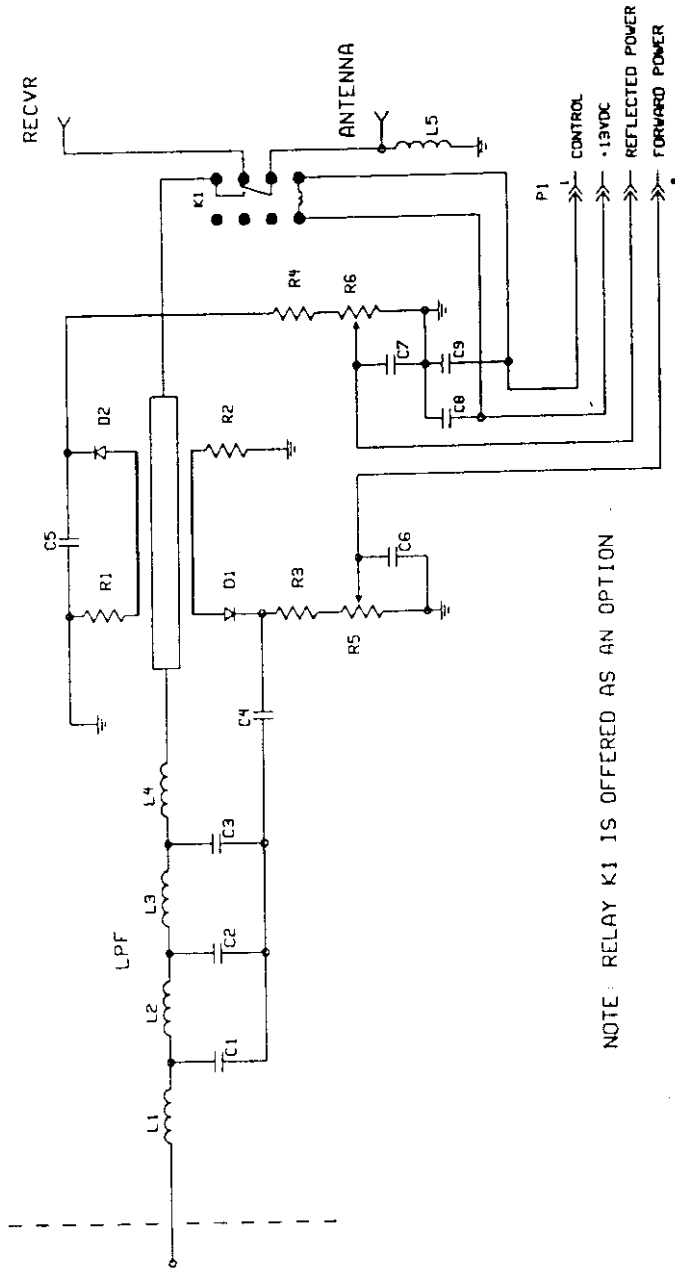 RECVR
ANTENNA
L5
K1
P1
1
CONTROL
+13VDC
REFLECTED POWER
FORWARD POWER
R4
R6
C7
C9
C8
D2
R2
C5
R1
D1
R3
R5
C6
C4
L4
C3
L3
LPF
C2
L2
C1
L1
NOTE: RELAY K1 IS OFFERED AS AN OPTION